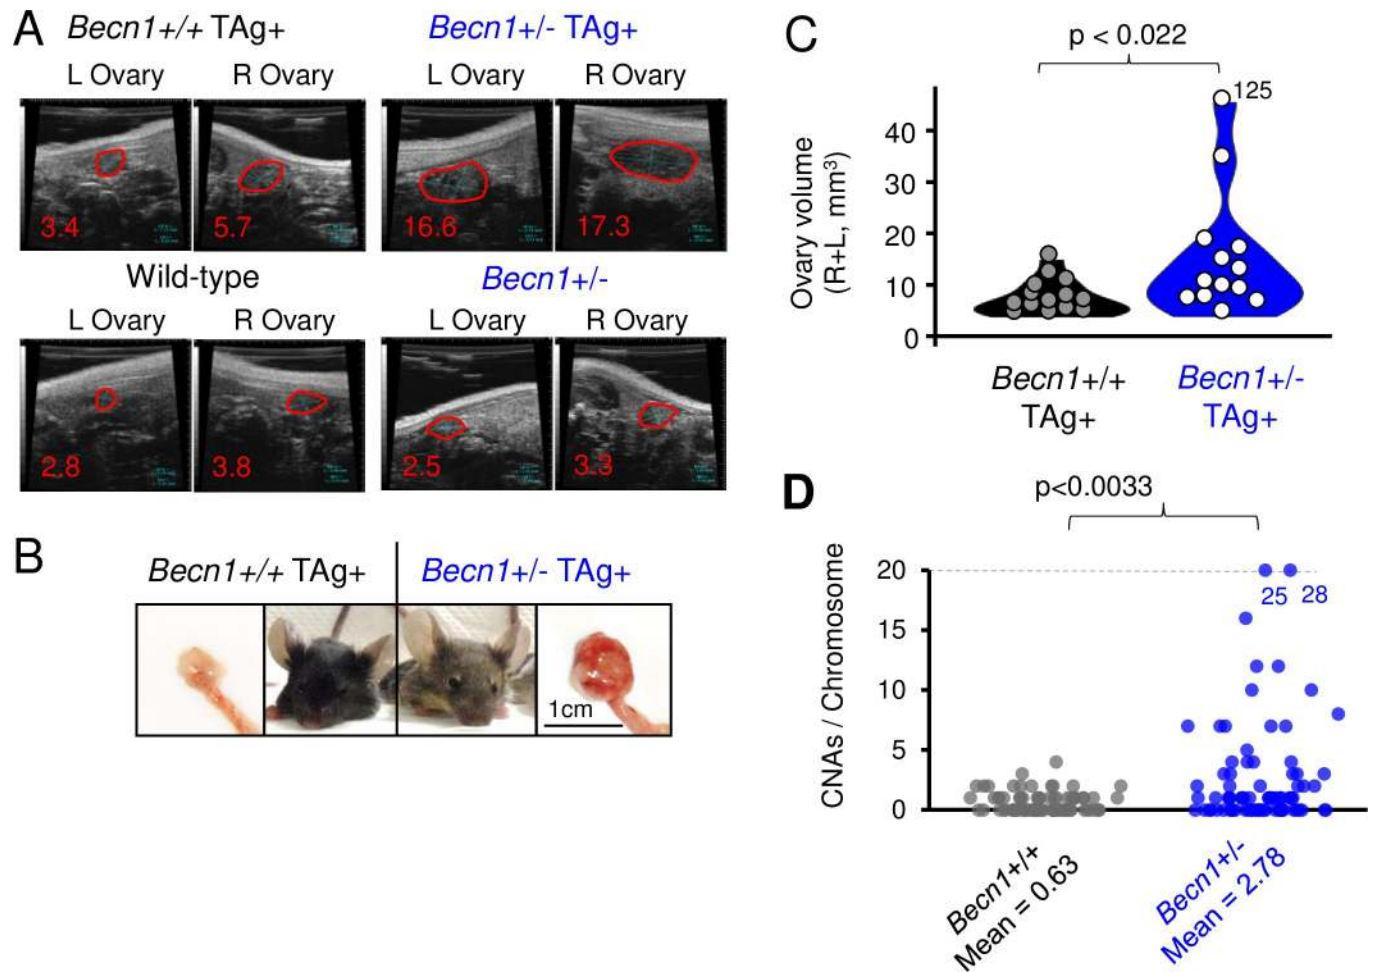 A
Becn1+/+ TAg+
Becn1+/- TAg+
L Ovary
R Ovary
L Ovary
R Ovary
3.4
5.7
16.6
17.3
Wild-type
Becn1+/-
L Ovary
R Ovary
L Ovary
R Ovary
2.8
3.8
2.5
3.3
B
Becn1+/+ TAg+
Becn1+/- TAg+
1cm
C
p < 0.022
125
Ovary volume
(R+L, mm³)
40
30
20
10
0
Becn1+/+
TAg+
Becn1+/-
TAg+
D
p<0.0033
CNAs / Chromosome
20
15
10
5
0
25 28
Becn1+/+
Mean = 0.63
Becn1+/-
Mean = 2.78